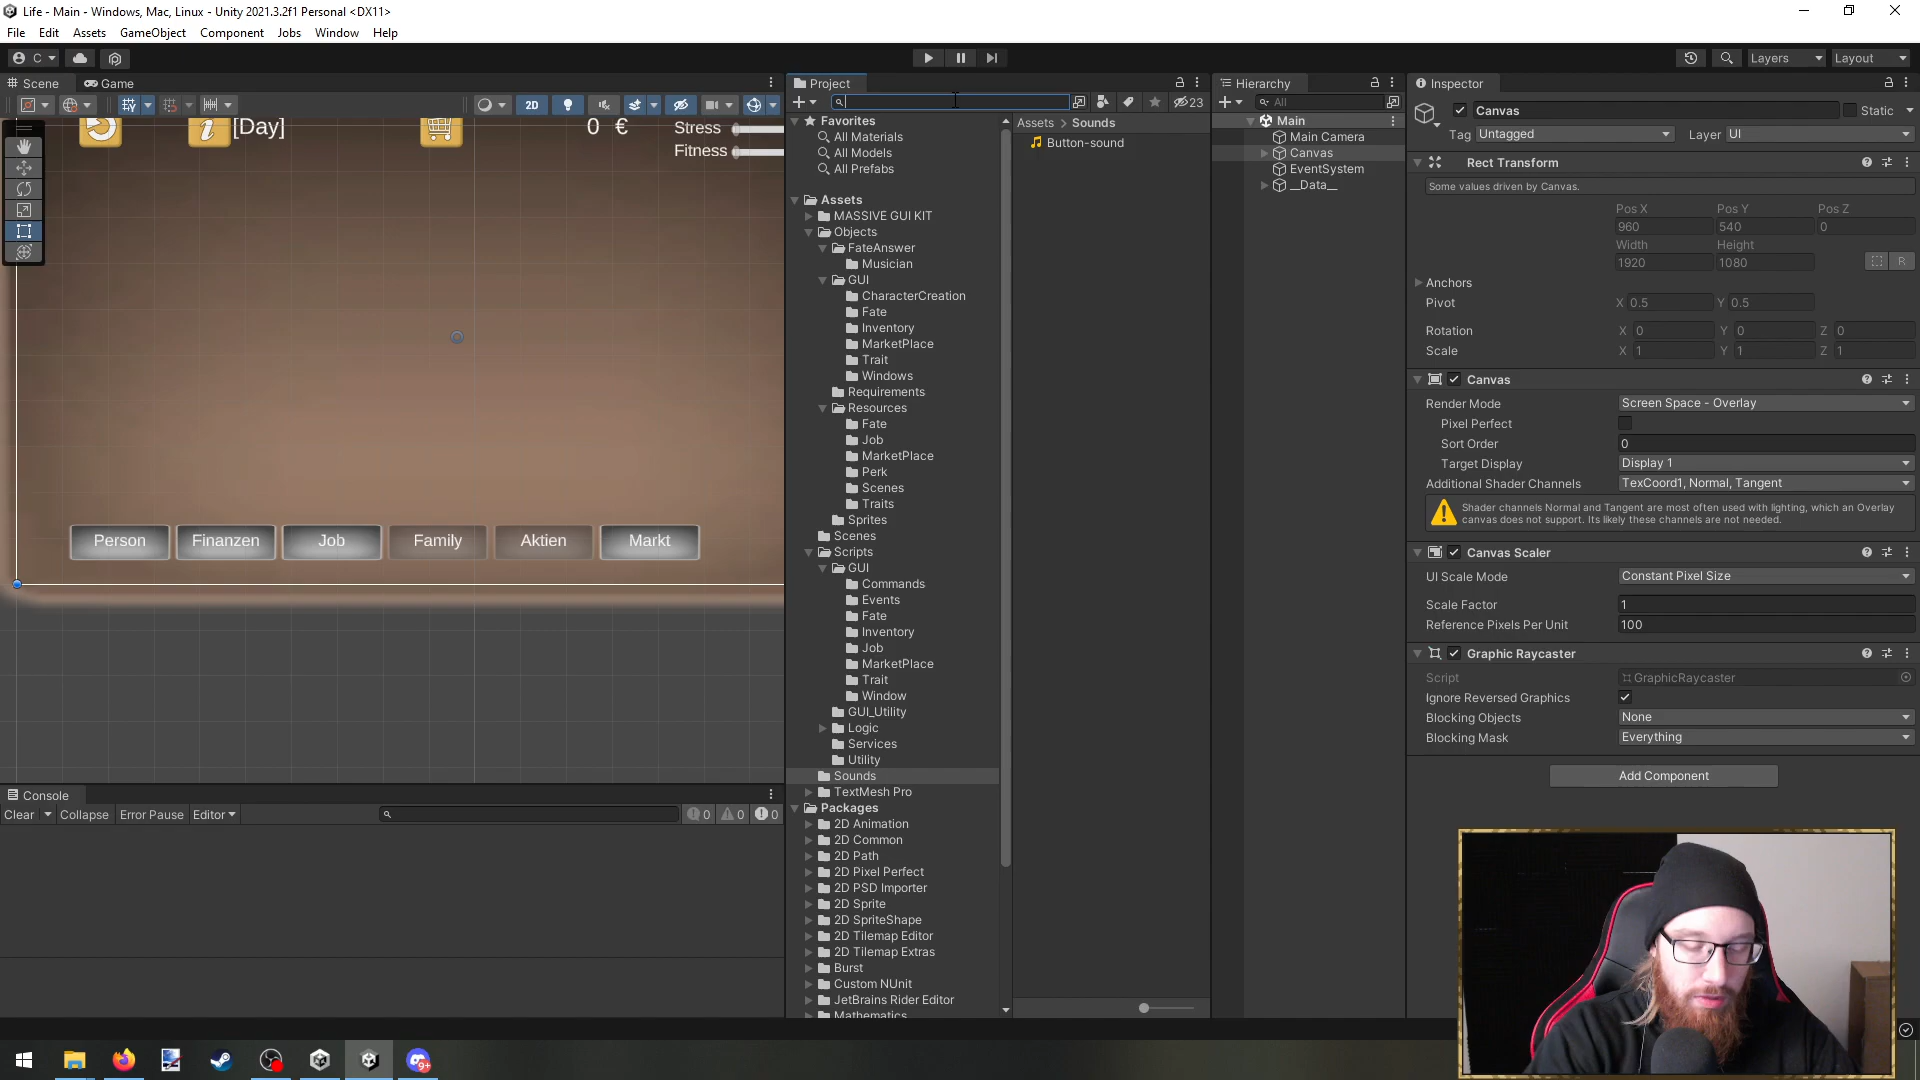 Life - Main - Windows, Mac, Linux - Unity 2021.3.2f1 Personal <DX11>
File Edit Assets GameObject Component Jobs Window Help
C Layers Layout
Scene Game
2D
[Day] 0 € Stress
Fitness
Person Finanzen Job Family Aktien Markt
Console
Clear Collapse Error Pause Editor 0 0 0
Project
23
Favorites
All Materials
All Models
All Prefabs
Assets
MASSIVE GUI KIT
Objects
FateAnswer
Musician
GUI
CharacterCreation
Fate
Inventory
MarketPlace
Trait
Windows
Requirements
Resources
Fate
Job
MarketPlace
Perk
Scenes
Traits
Sprites
Scenes
Scripts
GUI
Commands
Events
Fate
Inventory
Job
MarketPlace
Trait
Window
GUI_Utility
Logic
Services
Utility
Sounds
TextMesh Pro
Packages
2D Animation
2D Common
2D Path
2D Pixel Perfect
2D PSD Importer
2D Sprite
2D SpriteShape
2D Tilemap Editor
2D Tilemap Extras
Burst
Custom NUnit
JetBrains Rider Editor
Mathematics
Assets > Sounds
Button-sound
Hierarchy
All
Main
Main Camera
Canvas
EventSystem
__Data__
Inspector
Canvas Static
Tag Untagged Layer UI
Rect Transform
Some values driven by Canvas.
Pos X Pos Y Pos Z
960 540 0
Width Height
1920 1080 R
Anchors
Pivot X 0.5 Y 0.5
Rotation X 0 Y 0 Z 0
Scale X 1 Y 1 Z 1
Canvas
Render Mode Screen Space - Overlay
Pixel Perfect
Sort Order 0
Target Display Display 1
Additional Shader Channels TexCoord1, Normal, Tangent
Shader channels Normal and Tangent are most often used with lighting, which an Overlay
canvas does not support. Its likely these channels are not needed.
Canvas Scaler
UI Scale Mode Constant Pixel Size
Scale Factor 1
Reference Pixels Per Unit 100
Graphic Raycaster
Script GraphicRaycaster
Ignore Reversed Graphics
Blocking Objects None
Blocking Mask Everything
Add Component
9+